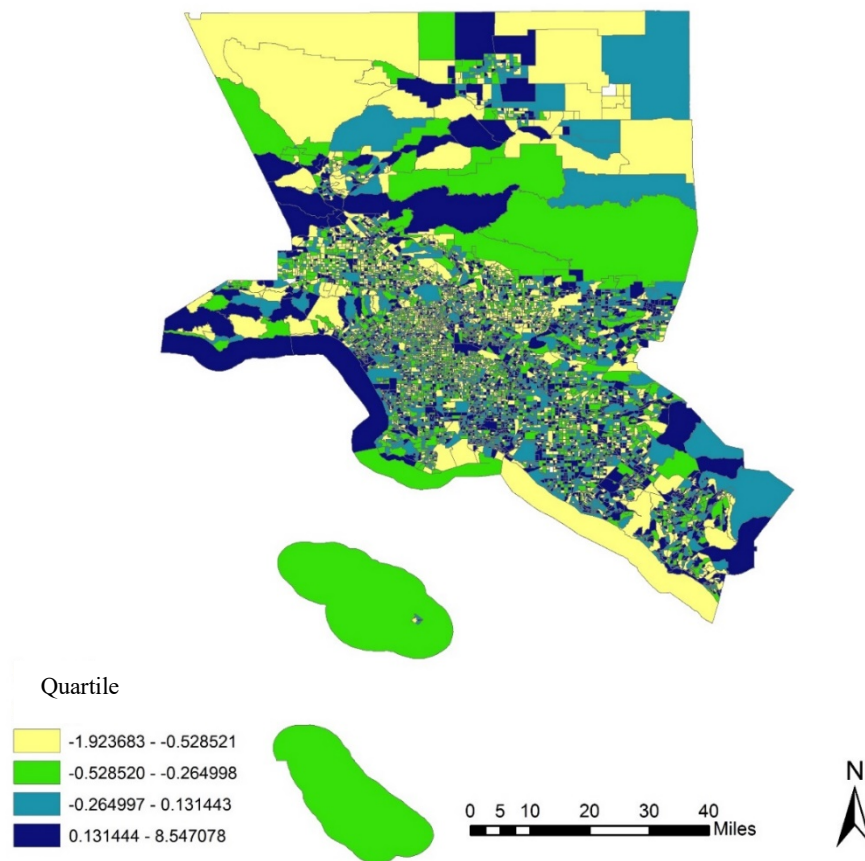 Quartile
-1.923683 - -0.528521
-0.528520 - -0.264998
-0.264997 - 0.131443
0.131444 - 8.547078
0 5 10 20 30 40
Miles
N